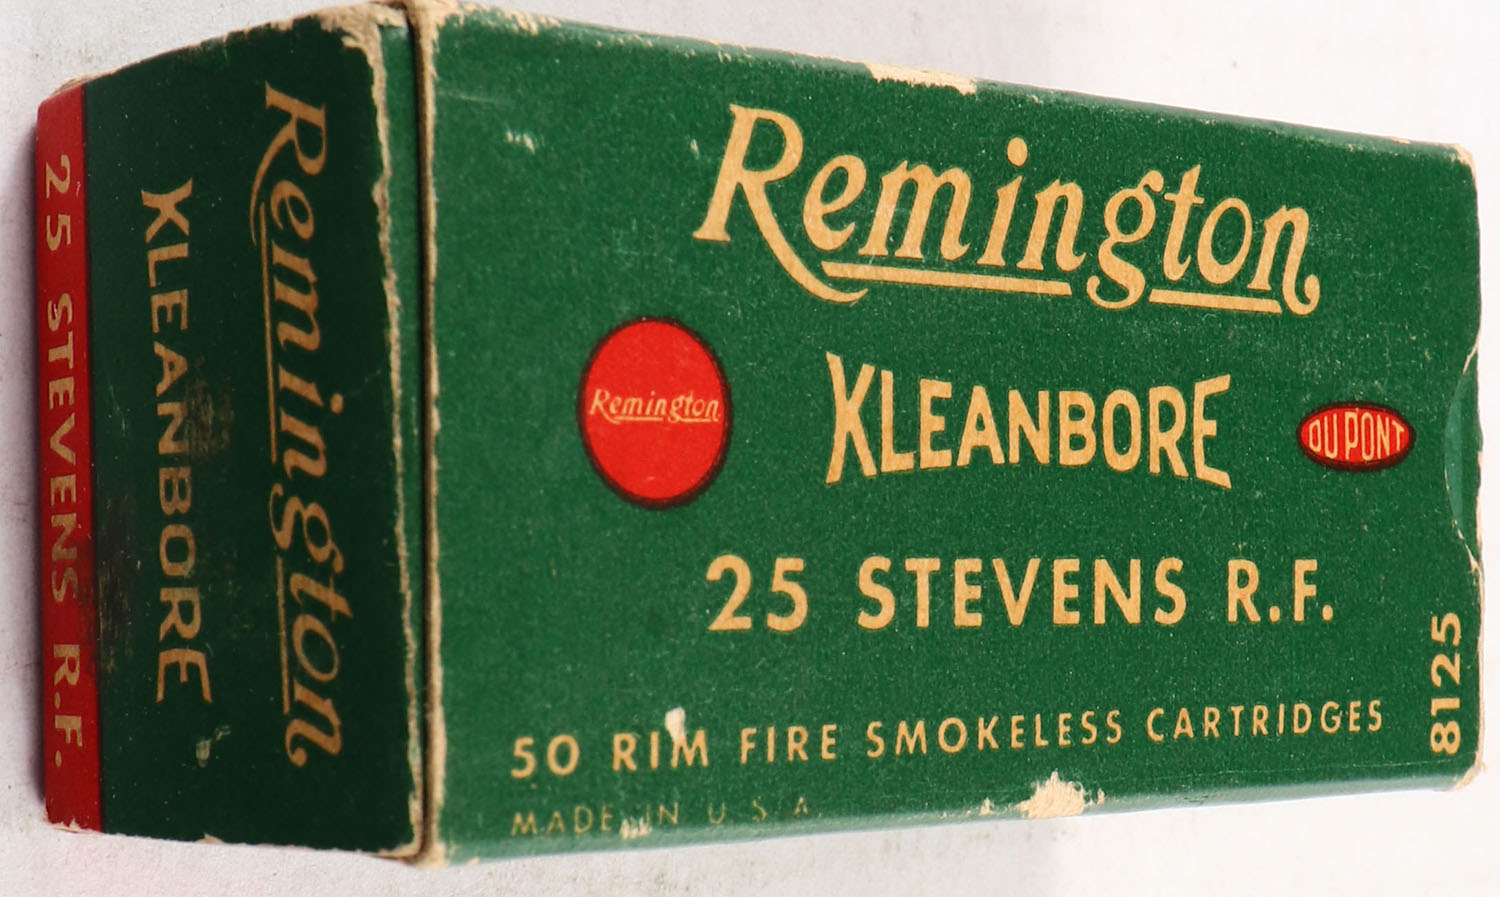 Remington
KLEANBORE
25 STEVENS R.F.
Remington
Remington
KLEANBORE
DU PONT
25 STEVENS R.F.
50 RIM FIRE SMOKELESS CARTRIDGES
MADE IN U.S.A.
8125